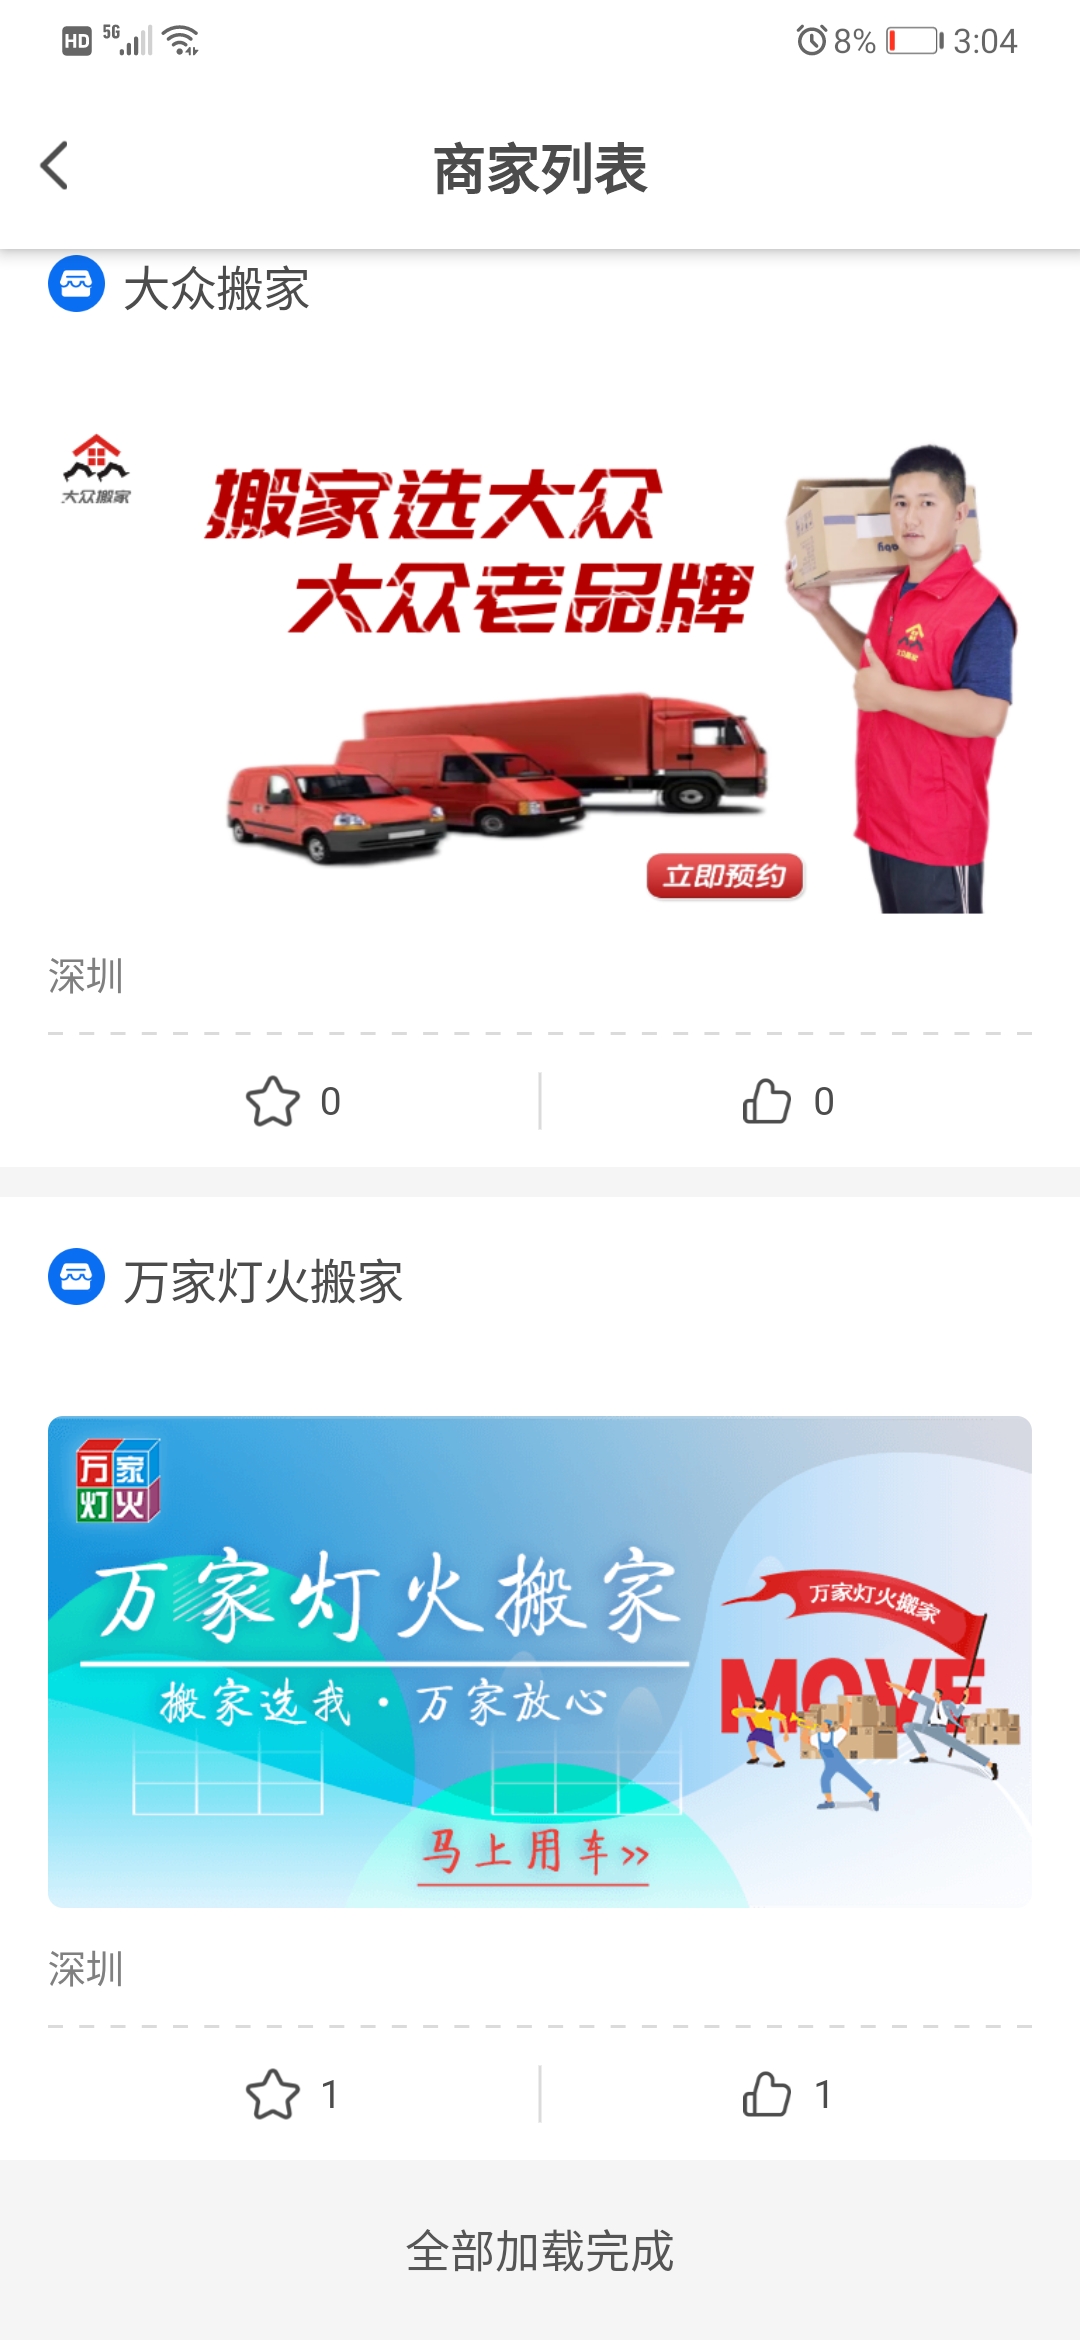 HD 5G 8% 3:04
商家列表
大众搬家
大众搬家
搬家选大众
大众老品牌
立即预约
深圳
0 0
万家灯火搬家
万家
灯火
万家灯火搬家
万家灯火搬家
MOVE
搬家选我·万家放心
马上用车>>
深圳
1 1
全部加载完成